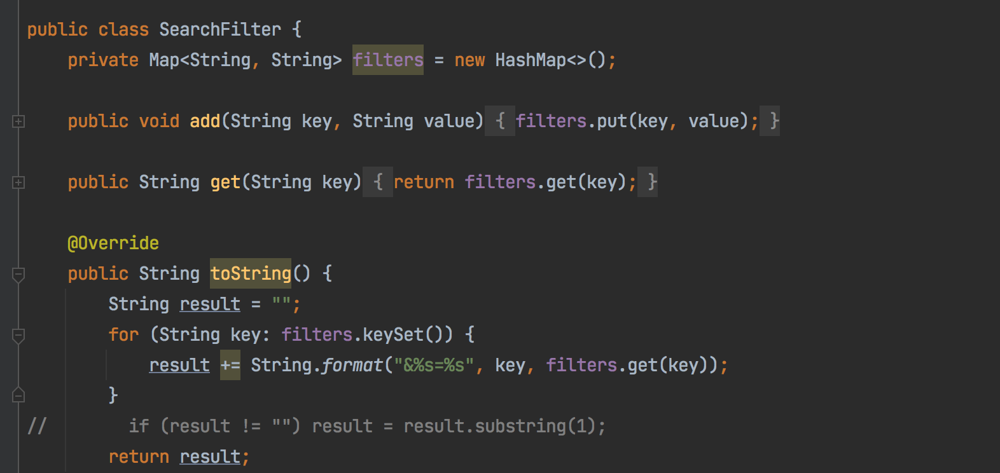 public class SearchFilter {
private Map<String, String> filters = new HashMap<>();
public void add(String key, String value) { filters.put(key, value); }
public String get(String key) { return filters.get(key); }
@Override
public String toString() {
String result = "";
for (String key: filters.keySet()) {
result += String.format("&%s=%s", key, filters.get(key));
}
//        if (result != "") result = result.substring(1);
return result;